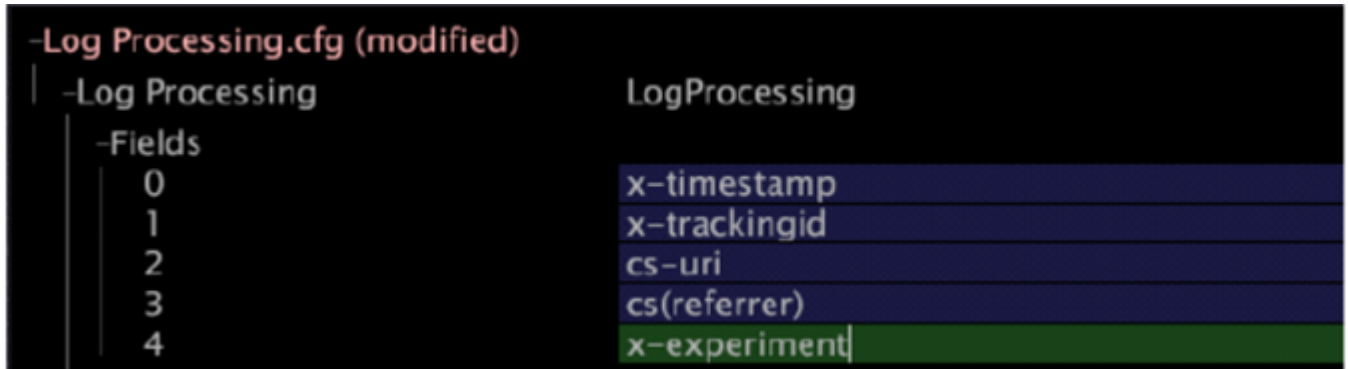 -Log Processing.cfg (modified)
-Log Processing LogProcessing
-Fields
0 x-timestamp
1 x-trackingid
2 cs-uri
3 cs(referrer)
4 x-experiment